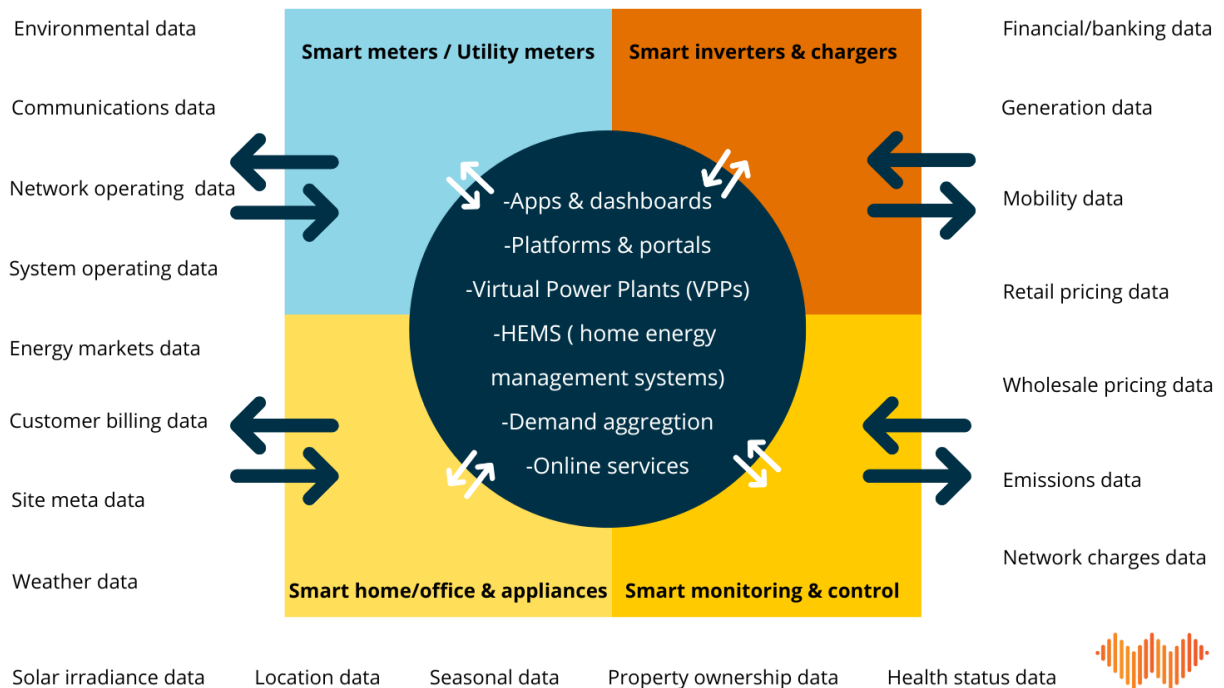 Environmental data
Communications data
Network operating  data
System operating data
Energy markets data
Customer billing data
Site meta data
Weather data
Smart meters / Utility meters
Smart inverters & chargers
-Apps & dashboards
-Platforms & portals
-Virtual Power Plants (VPPs)
-HEMS ( home energy
management systems)
-Demand aggregtion
-Online services
Smart home/office & appliances
Smart monitoring & control
Financial/banking data
Generation data
Mobility data
Retail pricing data
Wholesale pricing data
Emissions data
Network charges data
Solar irradiance data
Location data
Seasonal data
Property ownership data
Health status data